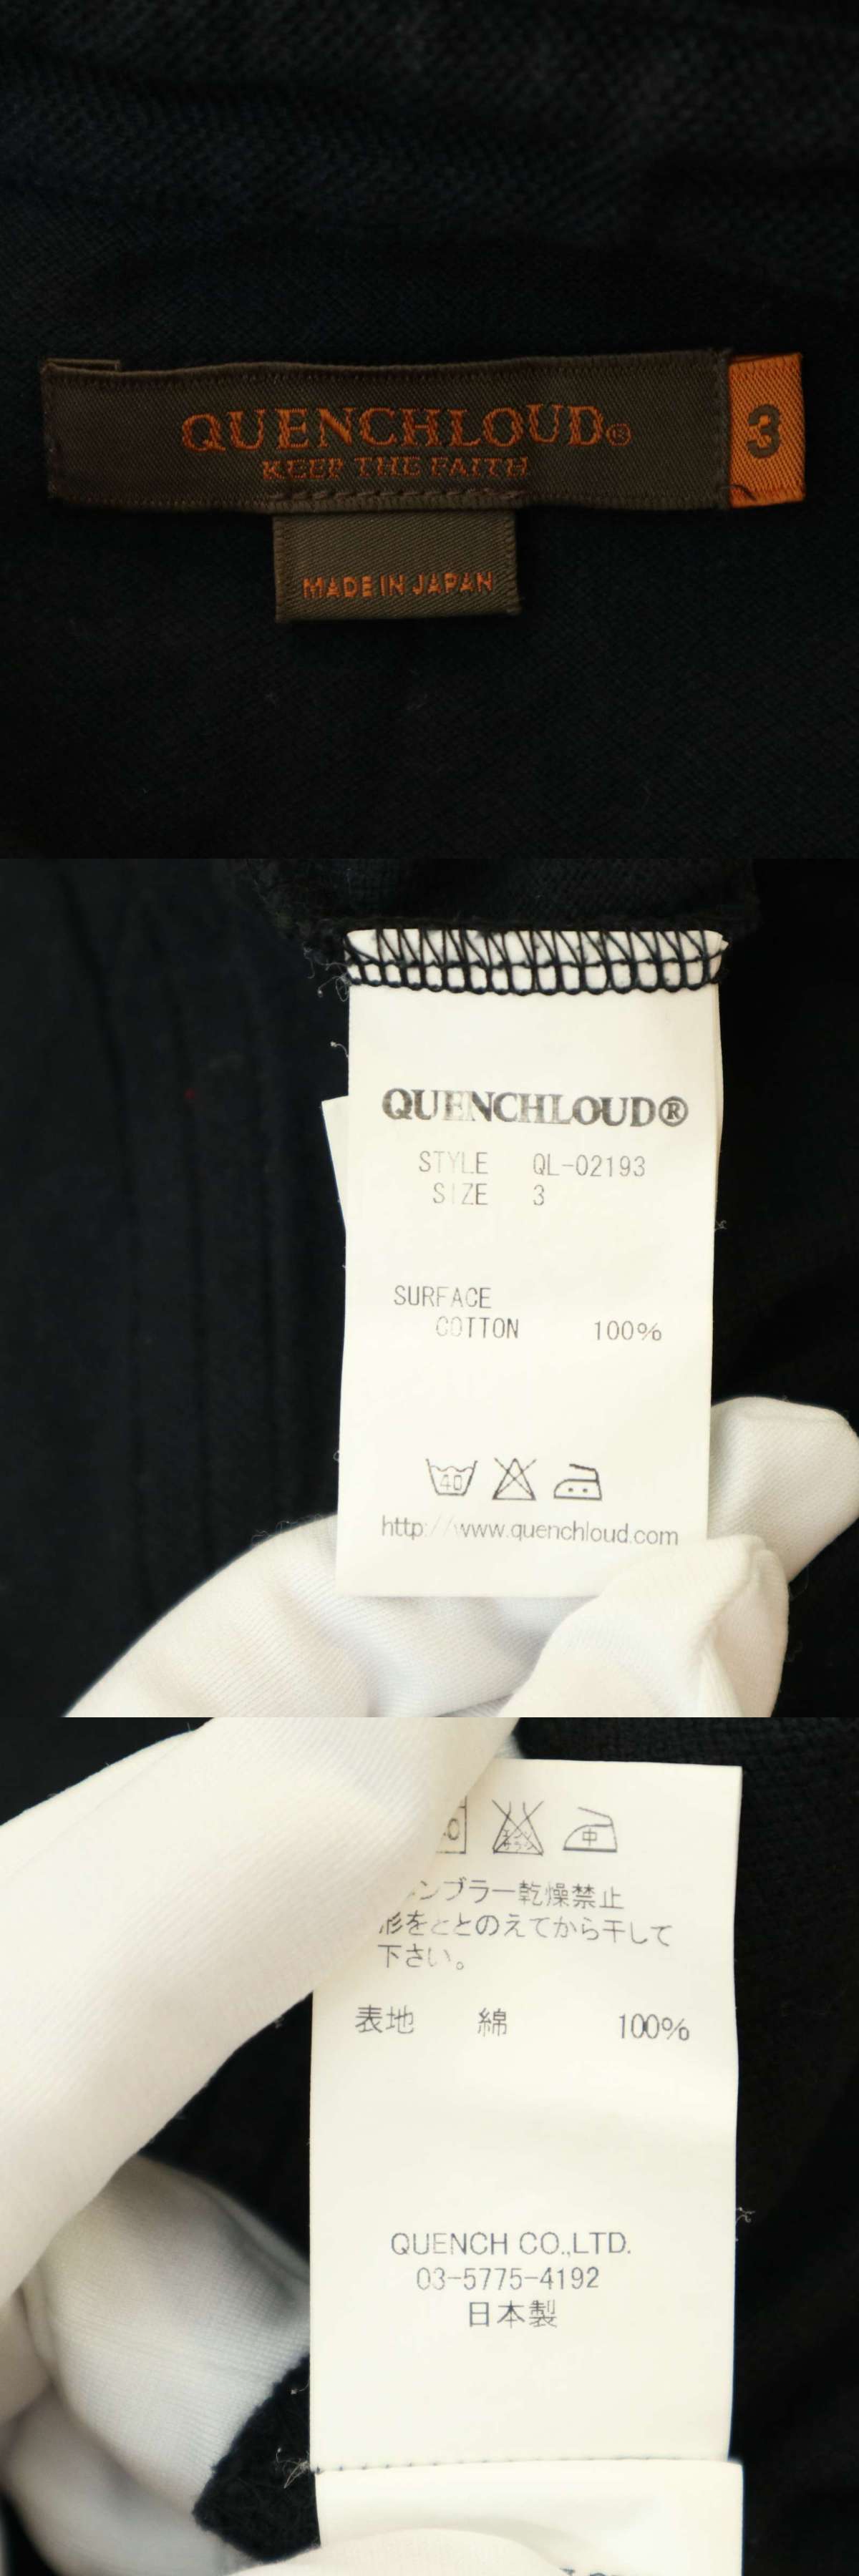 QUENCHLOUD®
KEEP THE FAITH
3
MADE IN JAPAN
QUENCHLOUD®
STYLE QL-02193
SIZE 3
SURFACE
COTTON 100%
40
http://www.quenchloud.com
中
ンブラー乾燥禁止
形をととのえてから干して
下さい。
表地 綿 100%
QUENCH CO.,LTD.
03-5775-4192
日本製